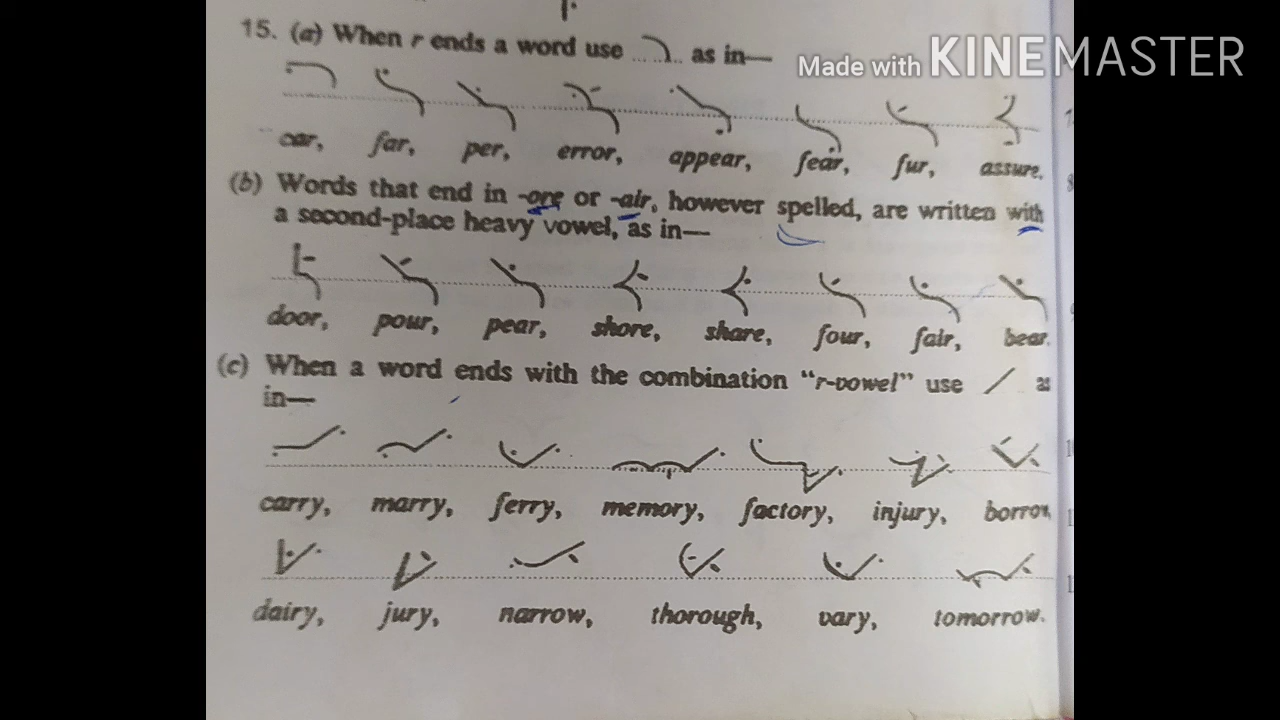 Made with KINEMASTER
15. (a) When r ends a word use ... as in—
car, far, per, error, appear, fear, fur, assure.
(b) Words that end in -ore or -air, however spelled, are written with
a second-place heavy vowel, as in—
door, pour, pear, shore, share, four, fair, bear.
(c) When a word ends with the combination "r-vowel" use as
in—
carry, marry, ferry, memory, factory, injury, borrow,
dairy, jury, narrow, thorough, vary, tomorrow.